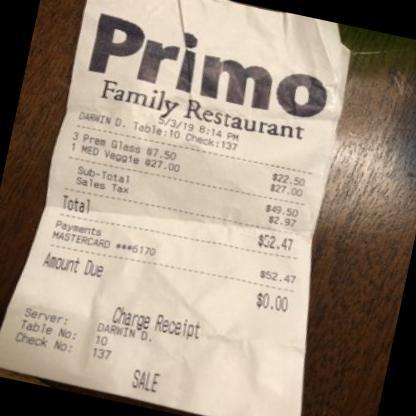 Primo
Family Restaurant
5/3/19 8:14 PM
DARWIN D. Table:10 Check:137
3 Prem Glass @7.50 $22.50
1 MED Veggie @27.00 $27.00
Sub-Total $49.50
Sales Tax $2.97
Total $52.47
Payments
MASTERCARD ***6170 $52.47
Amount Due $0.00
Charge Receipt
Server: DARWIN D.
Table No: 10
Check No: 137
SALE